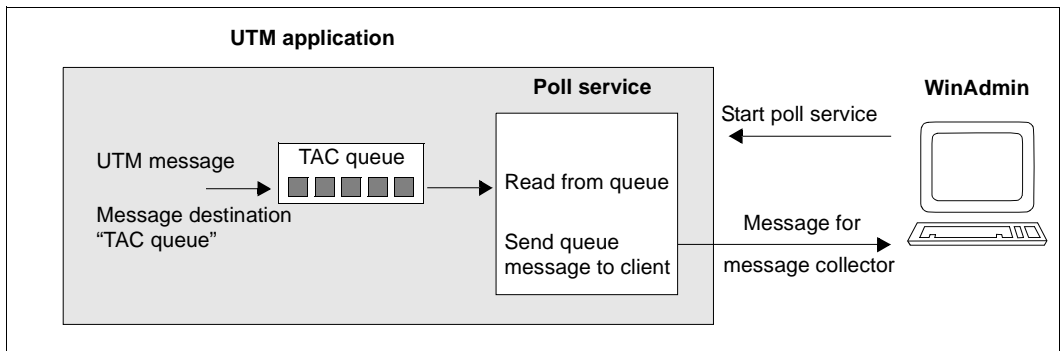 UTM application
Poll service
WinAdmin
Start poll service
UTM message
TAC queue
Message destination
“TAC queue”
Read from queue
Send queue
message to client
Message for
message collector